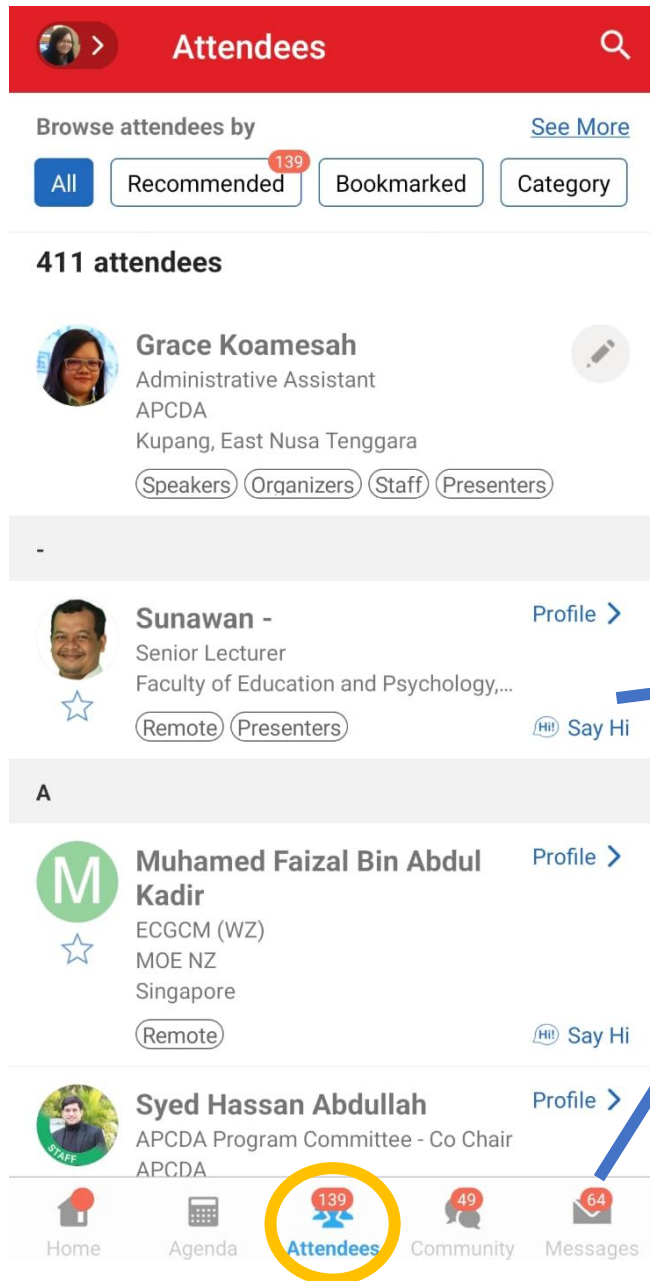 Attendees
Browse attendees by
See More
All
Recommended
139
Bookmarked
Category
411 attendees
Grace Koamesah
Administrative Assistant
APCDA
Kupang, East Nusa Tenggara
Speakers Organizers Staff Presenters
-
Sunawan -
Profile
Senior Lecturer
Faculty of Education and Psychology,...
Remote Presenters
Hi! Say Hi
A
M
Muhamed Faizal Bin Abdul
Kadir
Profile
ECGCM (WZ)
MOE NZ
Singapore
Remote
Hi! Say Hi
Syed Hassan Abdullah
Profile
APCDA Program Committee - Co Chair
APCDA
STAFF
139
49
64
Home
Agenda
Attendees
Community
Messages